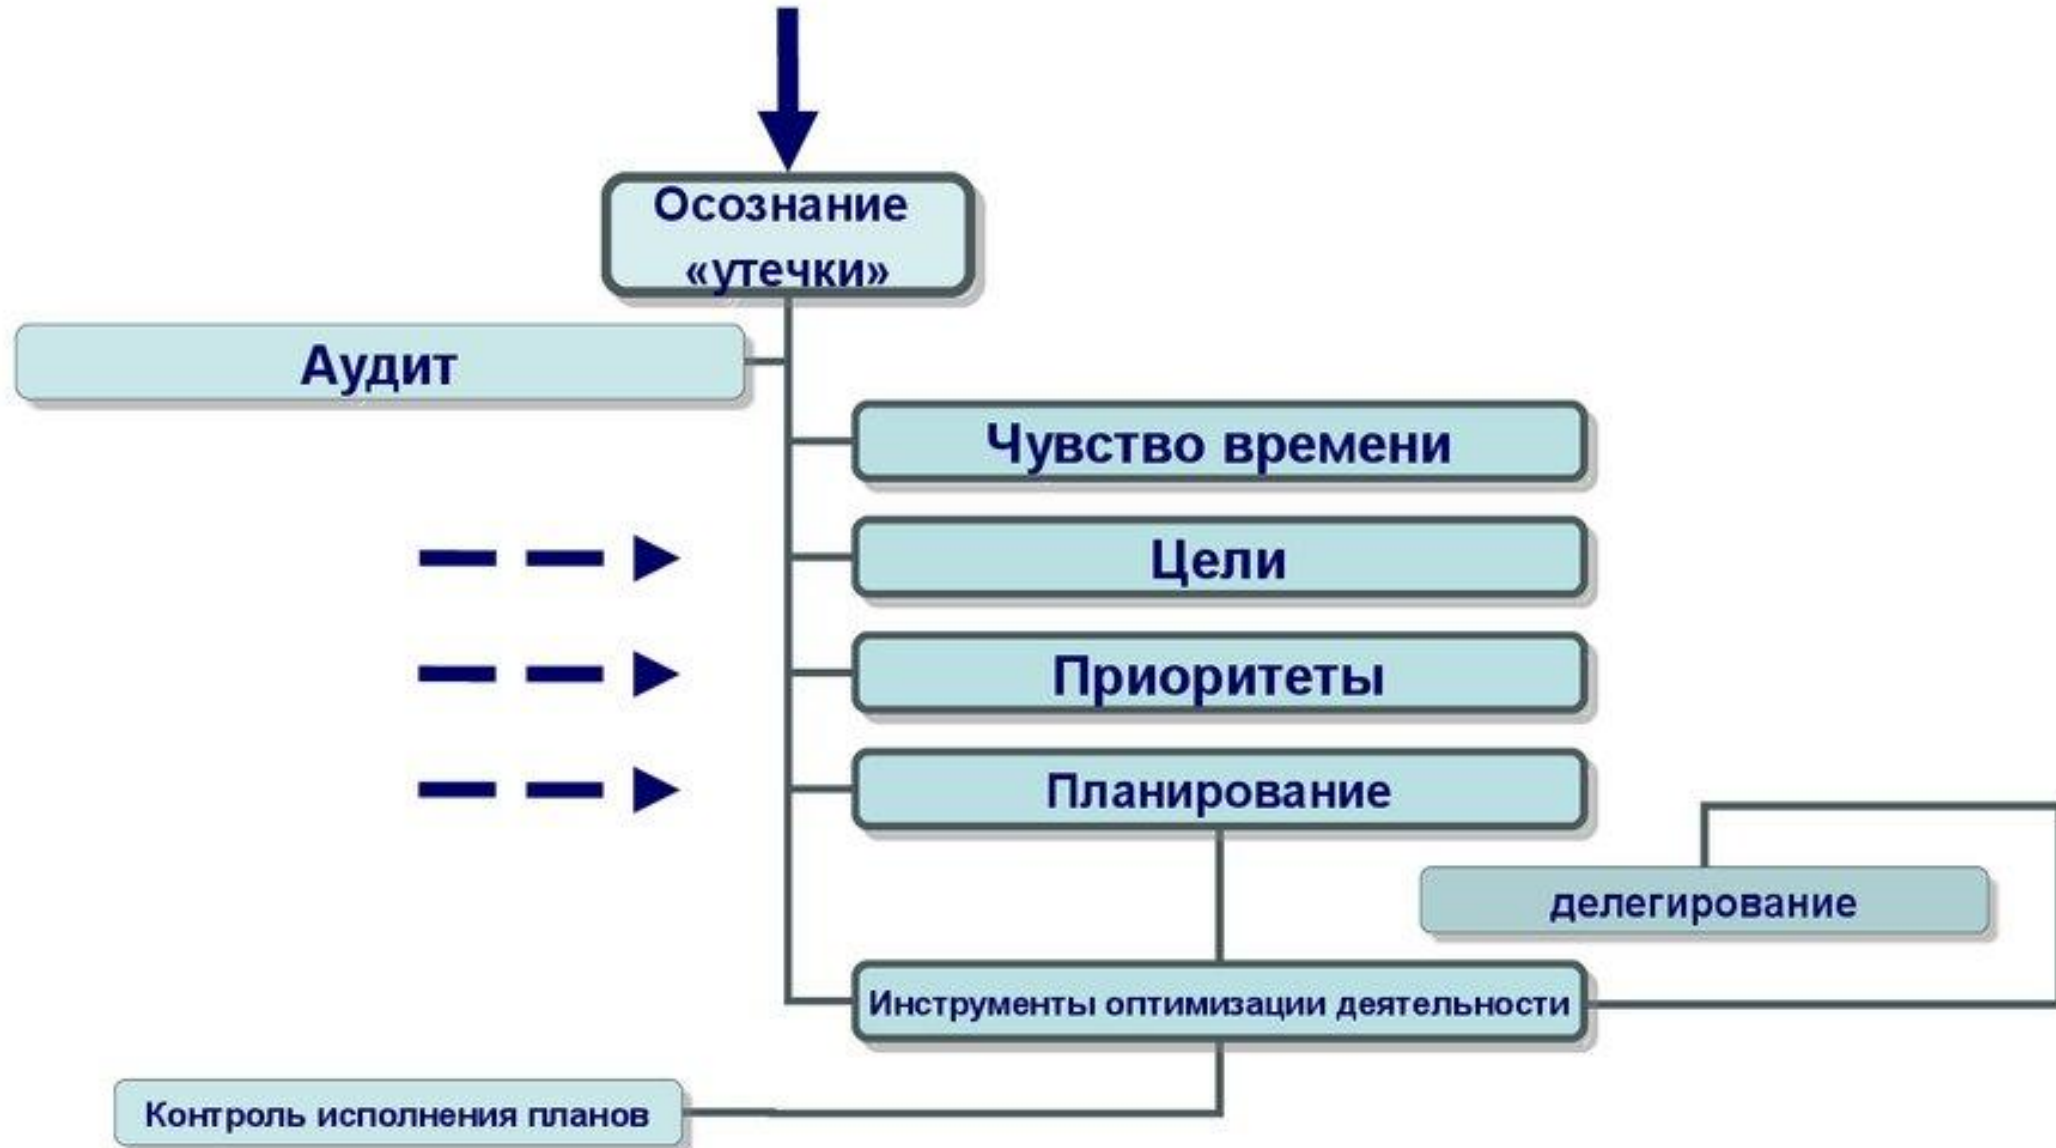 Осознание
«утечки»
Аудит
Чувство времени
Цели
Приоритеты
Планирование
делегирование
Инструменты оптимизации деятельности
Контроль исполнения планов